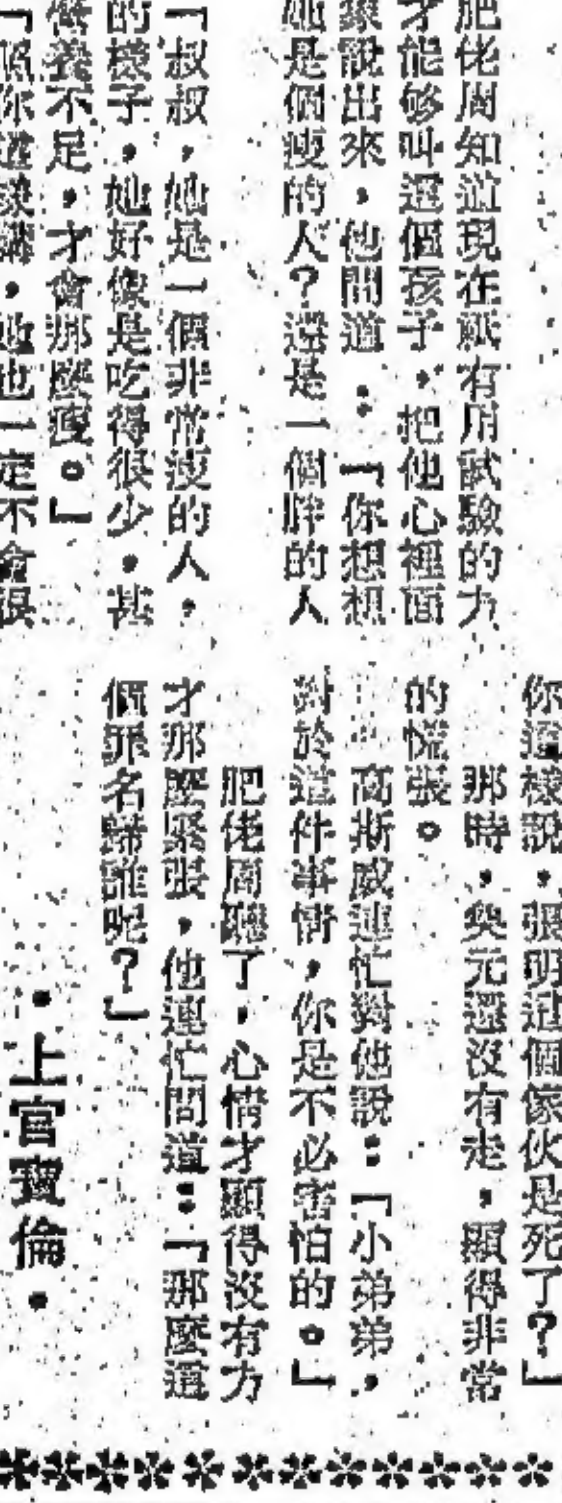 肥佬周知道現在祇有用試驗的方
才能够叫這個孩子,把他心裡面
象說出來,他問道:「你想想
她是個瘦的人?還是一個胖的人
「叔叔,她是一個非常瘦的人,
的樣子,她好像是吃得很少,甚
營養不足,才會那麼瘦。」
「照你這樣講,她也一定不會很
你這樣說,張明這個傢伙是死了?」
那時,奧元還沒有走,顯得非常
的慌張。
高斯威連忙對他說:「小弟弟,
對於這件事情,你是不必害怕的。」
肥佬周聽了,心情才顯得沒有方
才那麼緊張,他連忙問道:「那麼這
個罪名歸誰呢?」
•上官寶倫•